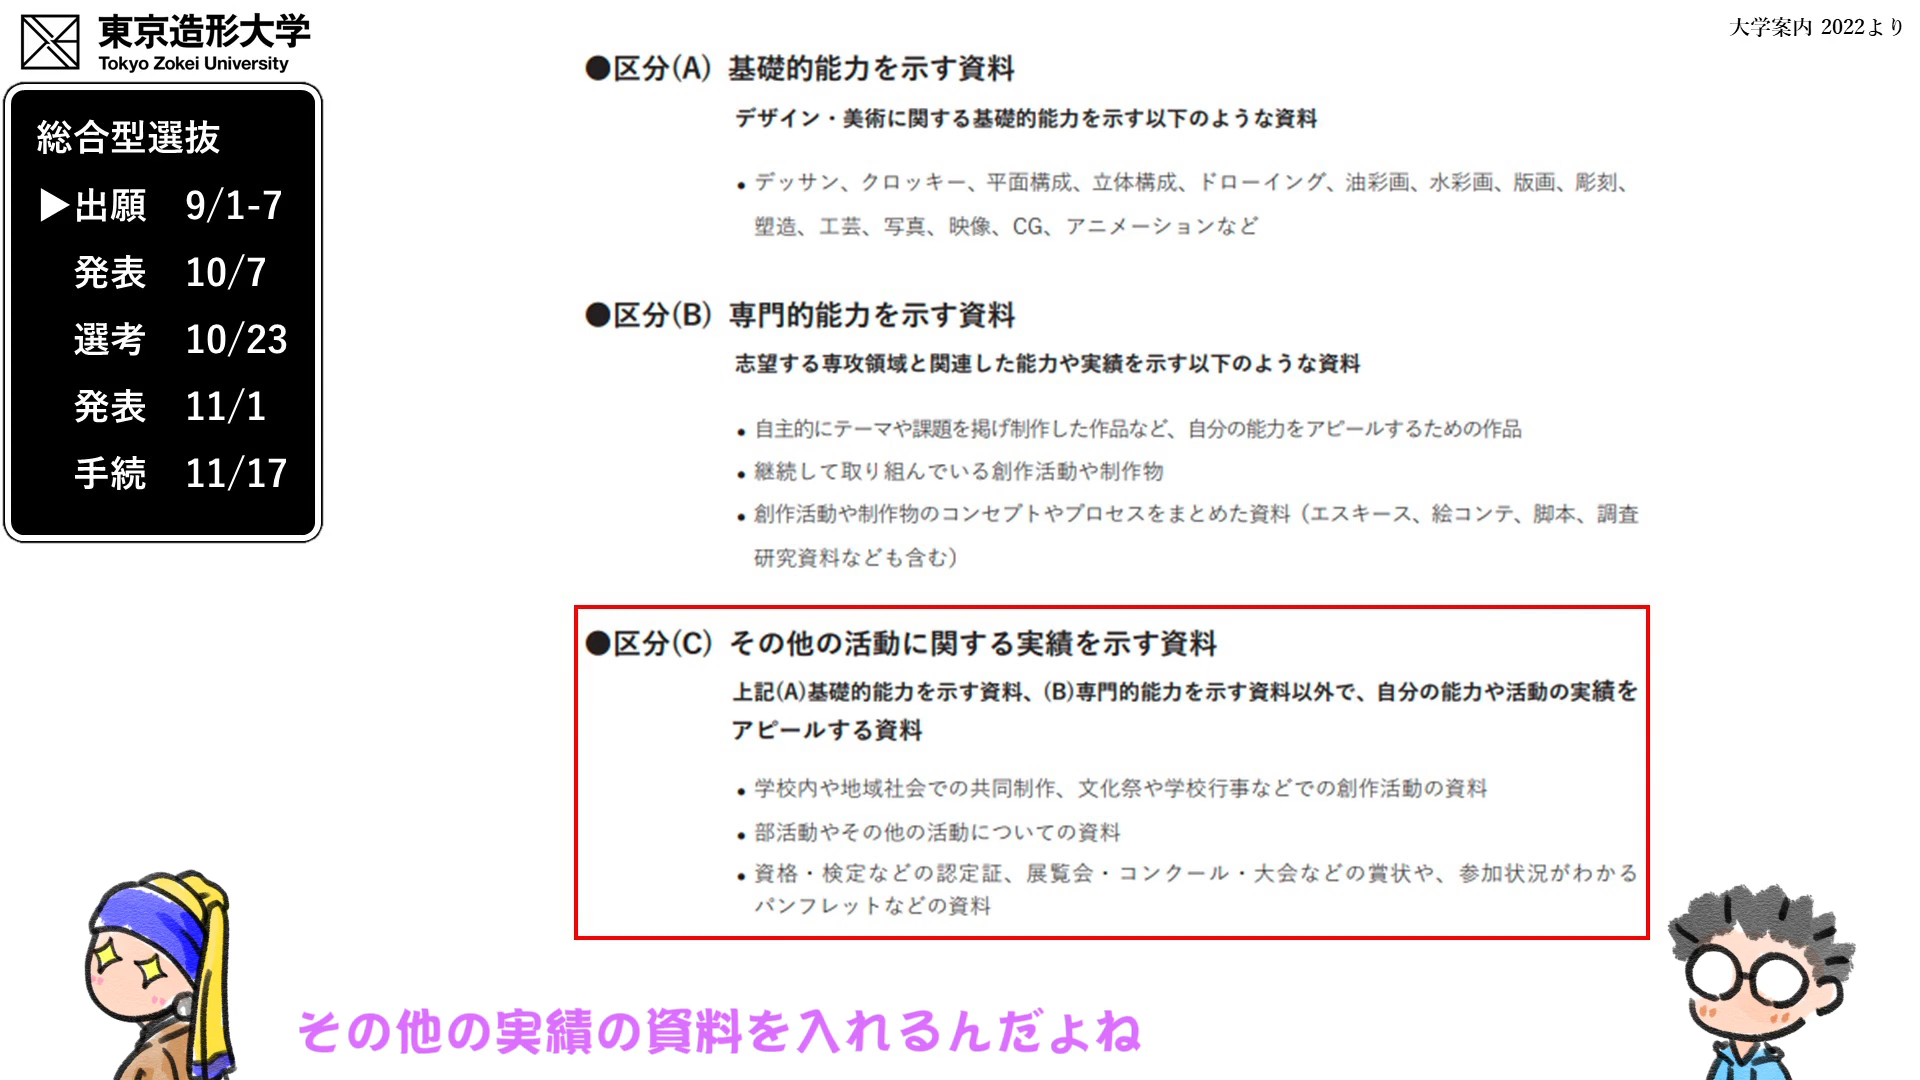 東京造形大学
Tokyo Zokei University
大学案内 2022より
総合型選抜
▶出願 9/1-7
発表 10/7
選考 10/23
発表 11/1
手続 11/17
●区分(A) 基礎的能力を示す資料
デザイン・美術に関する基礎的能力を示す以下のような資料
• デッサン、クロッキー、平面構成、立体構成、ドローイング、油彩画、水彩画、版画、彫刻、
塑造、工芸、写真、映像、CG、アニメーションなど
●区分(B) 専門的能力を示す資料
志望する専攻領域と関連した能力や実績を示す以下のような資料
• 自主的にテーマや課題を掲げ制作した作品など、自分の能力をアピールするための作品
• 継続して取り組んでいる創作活動や制作物
• 創作活動や制作物のコンセプトやプロセスをまとめた資料（エスキース、絵コンテ、脚本、調査
研究資料なども含む）
●区分(C) その他の活動に関する実績を示す資料
上記(A)基礎的能力を示す資料、(B)専門的能力を示す資料以外で、自分の能力や活動の実績を
アピールする資料
• 学校内や地域社会での共同制作、文化祭や学校行事などでの創作活動の資料
• 部活動やその他の活動についての資料
• 資格・検定などの認定証、展覧会・コンクール・大会などの賞状や、参加状況がわかる
パンフレットなどの資料
その他の実績の資料を入れるんだよね